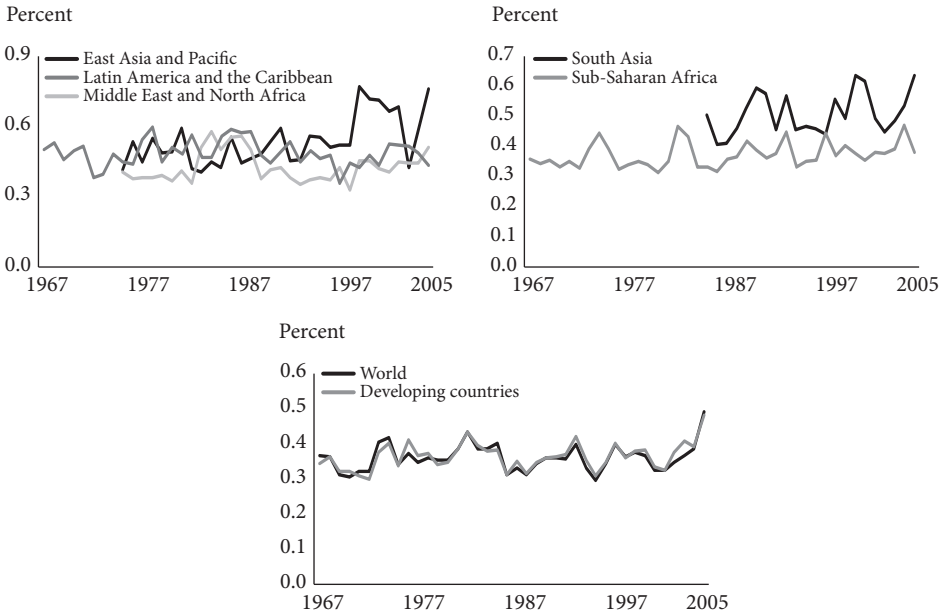 Percent
0.9
0.6
0.3
0.0
East Asia and Pacific
Latin America and the Caribbean
Middle East and North Africa
1967 1977 1987 1997 2005
Percent
0.7
0.6
0.5
0.4
0.3
0.2
0.1
0.0
South Asia
Sub-Saharan Africa
1967 1977 1987 1997 2005
Percent
0.6
0.5
0.4
0.3
0.2
0.1
0.0
World
Developing countries
1967 1977 1987 1997 2005